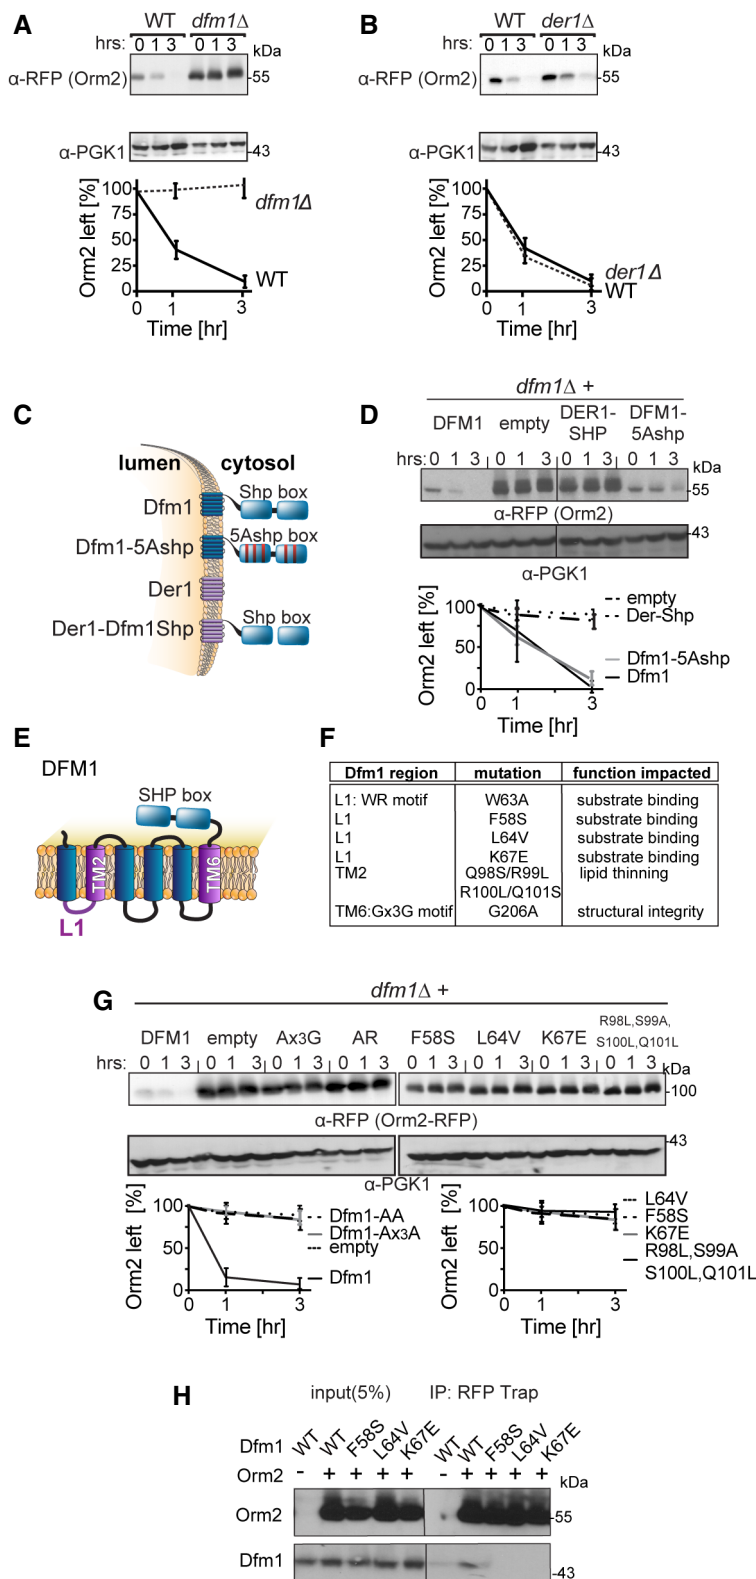 A
WT dfm1Δ
hrs: 0 1 3 0 1 3 kDa
α-RFP (Orm2) -55
α-PGK1 -43
Orm2 left [%]
100
75
50
25
0
dfm1Δ
WT
0 1 3
Time [hr]
B
WT der1Δ
hrs: 0 1 3 0 1 3 kDa
α-RFP (Orm2) -55
α-PGK1 -43
Orm2 left [%]
100
75
50
25
0
der1Δ
WT
0 1 3
Time [hr]
C
lumen cytosol
Dfm1 Shp box
Dfm1-5Ashp 5Ashp box
Der1
Der1-Dfm1Shp Shp box
D
dfm1Δ +
DFM1 empty DER1-SHP DFM1-5Ashp
hrs: 0 1 3 0 1 3 0 1 3 0 1 3 kDa
-55
α-RFP (Orm2)
-43
α-PGK1
Orm2 left [%]
100
50
0
empty
Der-Shp
Dfm1-5Ashp
Dfm1
0 1 3
Time [hr]
E
DFM1
SHP box
TM2
TM6
L1
F
Dfm1 region mutation function impacted
L1: WR motif W63A substrate binding
L1 F58S substrate binding
L1 L64V substrate binding
L1 K67E substrate binding
TM2 Q98S/R99L lipid thinning
R100L/Q101S
TM6:Gx3G motif G206A structural integrity
G
dfm1Δ +
DFM1 empty Ax3G AR F58S L64V K67E R98L,S99A, S100L,Q101L
hrs: 0 1 3 0 1 3 0 1 3 0 1 3 0 1 3 0 1 3 0 1 3 0 1 3 kDa
-100
α-RFP (Orm2-RFP)
-43
α-PGK1
Orm2 left [%]
100
50
0
Dfm1-AA
Dfm1-Ax3A
empty
Dfm1
0 1 3
Time [hr]
Orm2 left [%]
100
50
0
L64V
F58S
K67E
R98L,S99A
S100L,Q101L
0 1 3
Time [hr]
H
input(5%) IP: RFP Trap
Dfm1 WT WT F58S L64V K67E WT WT F58S L64V K67E
Orm2 - + + + + - + + + +
kDa
Orm2 -55
Dfm1 -43